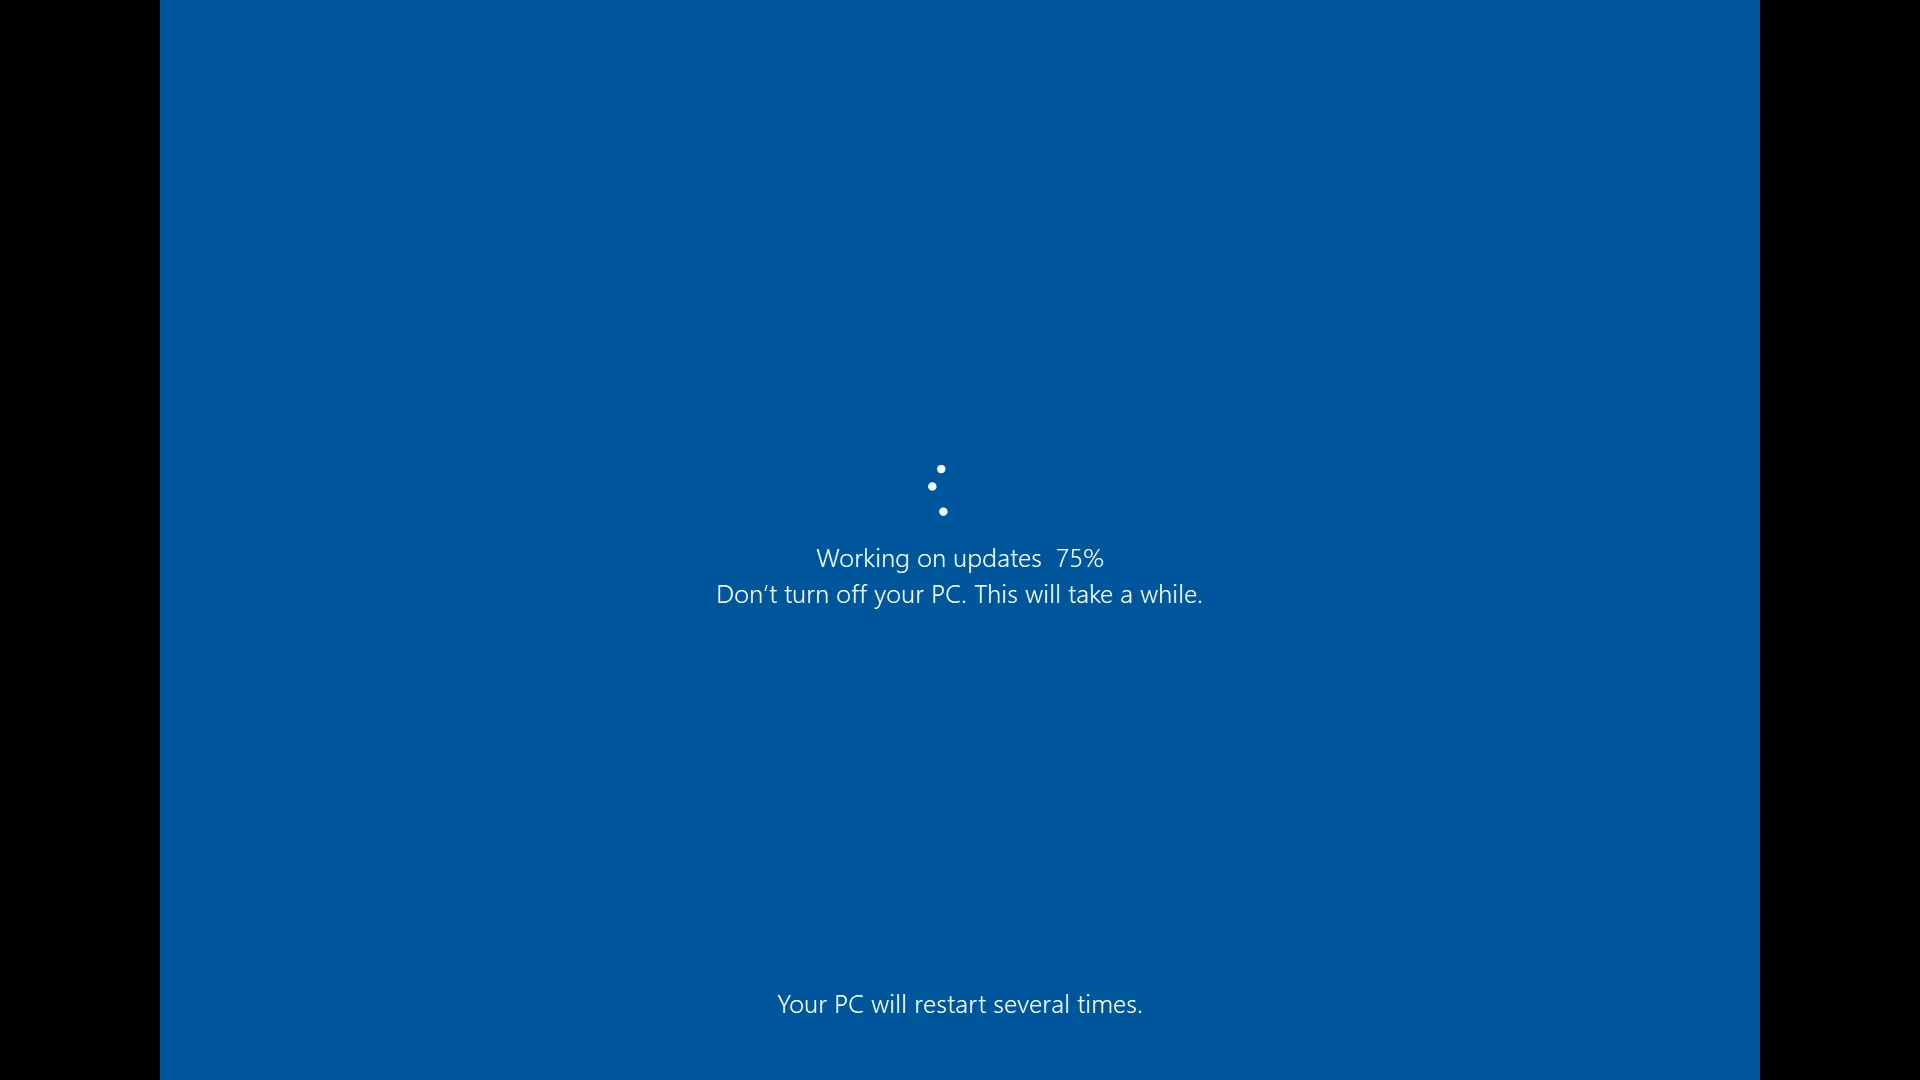 Working on updates  75%
Don’t turn off your PC. This will take a while.
Your PC will restart several times.